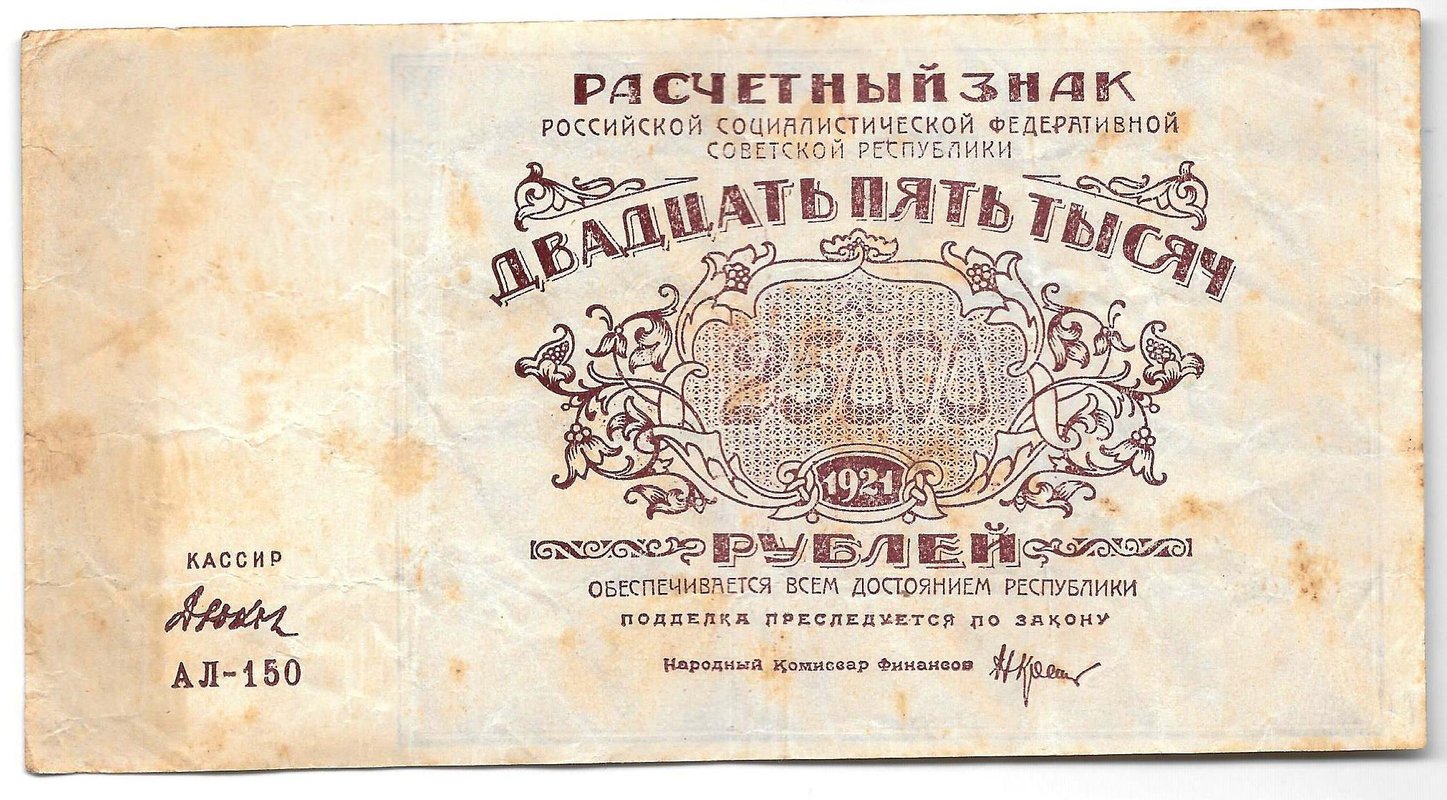 РАСЧЕТНЫЙ ЗНАК
РОССИЙСКОЙ СОЦИАЛИСТИЧЕСКОЙ ФЕДЕРАТИВНОЙ
СОВЕТСКОЙ РЕСПУБЛИКИ
ДВАДЦАТЬ ПЯТЬ ТЫСЯЧ
25000
1921
РУБЛЕЙ
ОБЕСПЕЧИВАЕТСЯ ВСЕМ ДОСТОЯНИЕМ РЕСПУБЛИКИ
ПОДДЕЛКА ПРЕСЛЕДУЕТСЯ ПО ЗАКОНУ
Народный Комиссар Финансов
КАССИР
АЛ-150